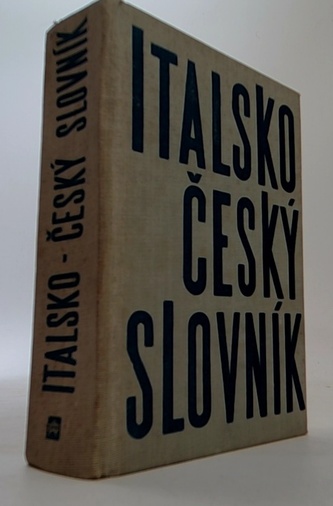 ITALSKO
ČESKÝ
SLOVNÍK
ITALSKO - ČESKÝ SLOVNÍK